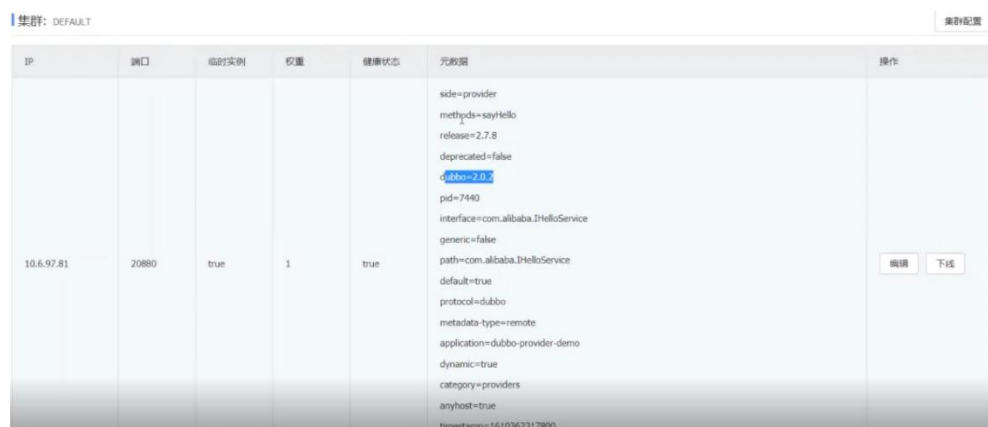 集群: DEFAULT
集群配置
IP 端口 临时实例 权重 健康状态 元数据 操作
side=provider
methods=sayHello
release=2.7.8
deprecated=false
dubbo=2.0.2
pid=7440
interface=com.alibaba.IHelloService
generic=false
10.6.97.81 20880 true 1 true path=com.alibaba.IHelloService 编辑 下线
default=true
protocol=dubbo
metadata-type=remote
application=dubbo-provider-demo
dynamic=true
category=providers
anyhost=true
timestamp=1610362317800